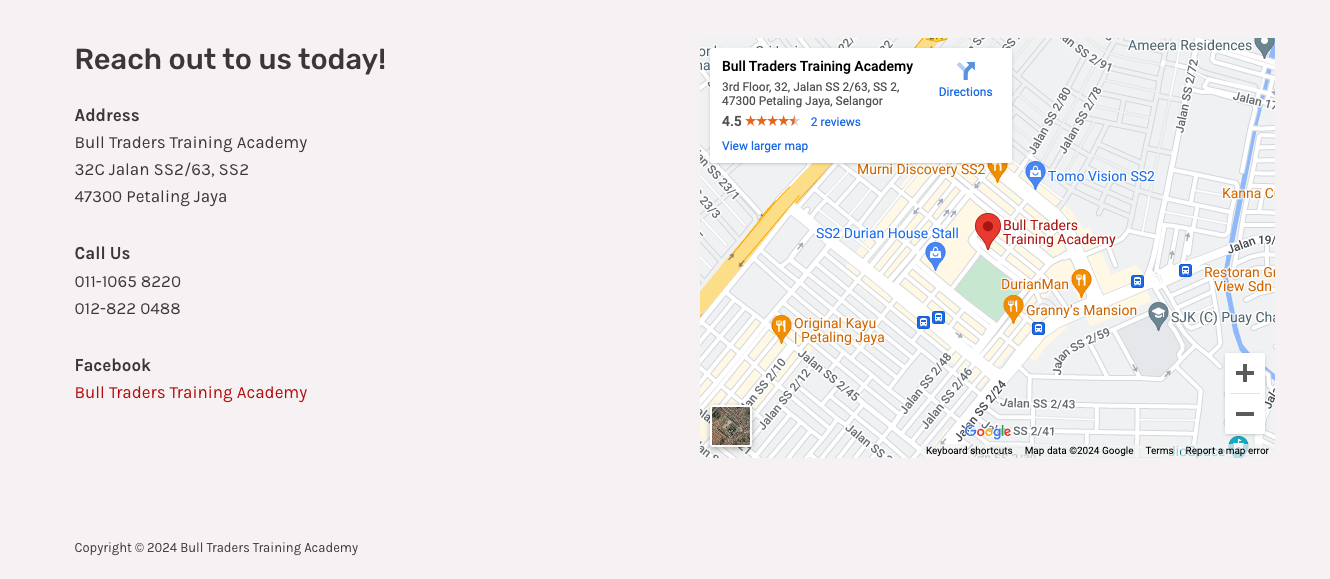 Reach out to us today!
Address
Bull Traders Training Academy
32C Jalan SS2/63, SS2
47300 Petaling Jaya
Call Us
011-1065 8220
012-822 0488
Facebook
Bull Traders Training Academy
Bull Traders Training Academy
3rd Floor, 32, Jalan SS 2/63, SS 2,
47300 Petaling Jaya, Selangor
4.5
2 reviews
View larger map
Directions
Ameera Residences
Jalan SS 2/72
Jalan 17
Jalan SS 2/80
Jalan SS 2/78
SS 2/91
Murni Discovery SS2
Tomo Vision SS2
Kanna C
SS 23/1
23/3
SS2 Durian House Stall
Bull Traders
Training Academy
Jalan 19/
DurianMan
Restoran G
View Sdn
Granny's Mansion
SJK (C) Puay Cha
Original Kayu
| Petaling Jaya
Jalan SS 2/59
Jalan SS 2/10
Jalan SS 2/12
Jalan SS 2/45
Jalan SS 2/48
Jalan SS 2/46
Jalan SS 2/24
Jalan SS 2/43
Jalan SS 2/41
Google
Keyboard shortcuts
Map data ©2024 Google
Terms
Report a map error
Copyright © 2024 Bull Traders Training Academy